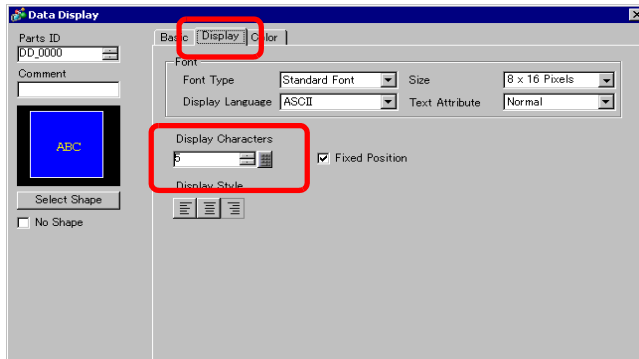 Data Display
Parts ID
DD_0000
Comment
ABC
Select Shape
No Shape
Basic Display Color
Font
Font Type Standard Font Size 8 x 16 Pixels
Display Language ASCII Text Attribute Normal
Display Characters
6 Fixed Position
Display Style